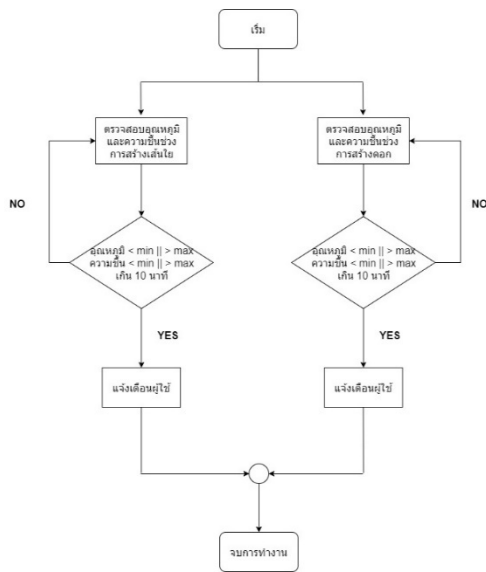 เริ่ม
ตรวจสอบอุณหภูมิ
และความชื้นช่วง
การสร้างเส้นใย
ตรวจสอบอุณหภูมิ
และความชื้นช่วง
การสร้างดอก
NO
NO
อุณหภูมิ < min || > max
ความชื้น < min || > max
เกิน 10 นาที
อุณหภูมิ < min || > max
ความชื้น < min || > max
เกิน 10 นาที
YES
YES
แจ้งเตือนผู้ใช้
แจ้งเตือนผู้ใช้
จบการทำงาน